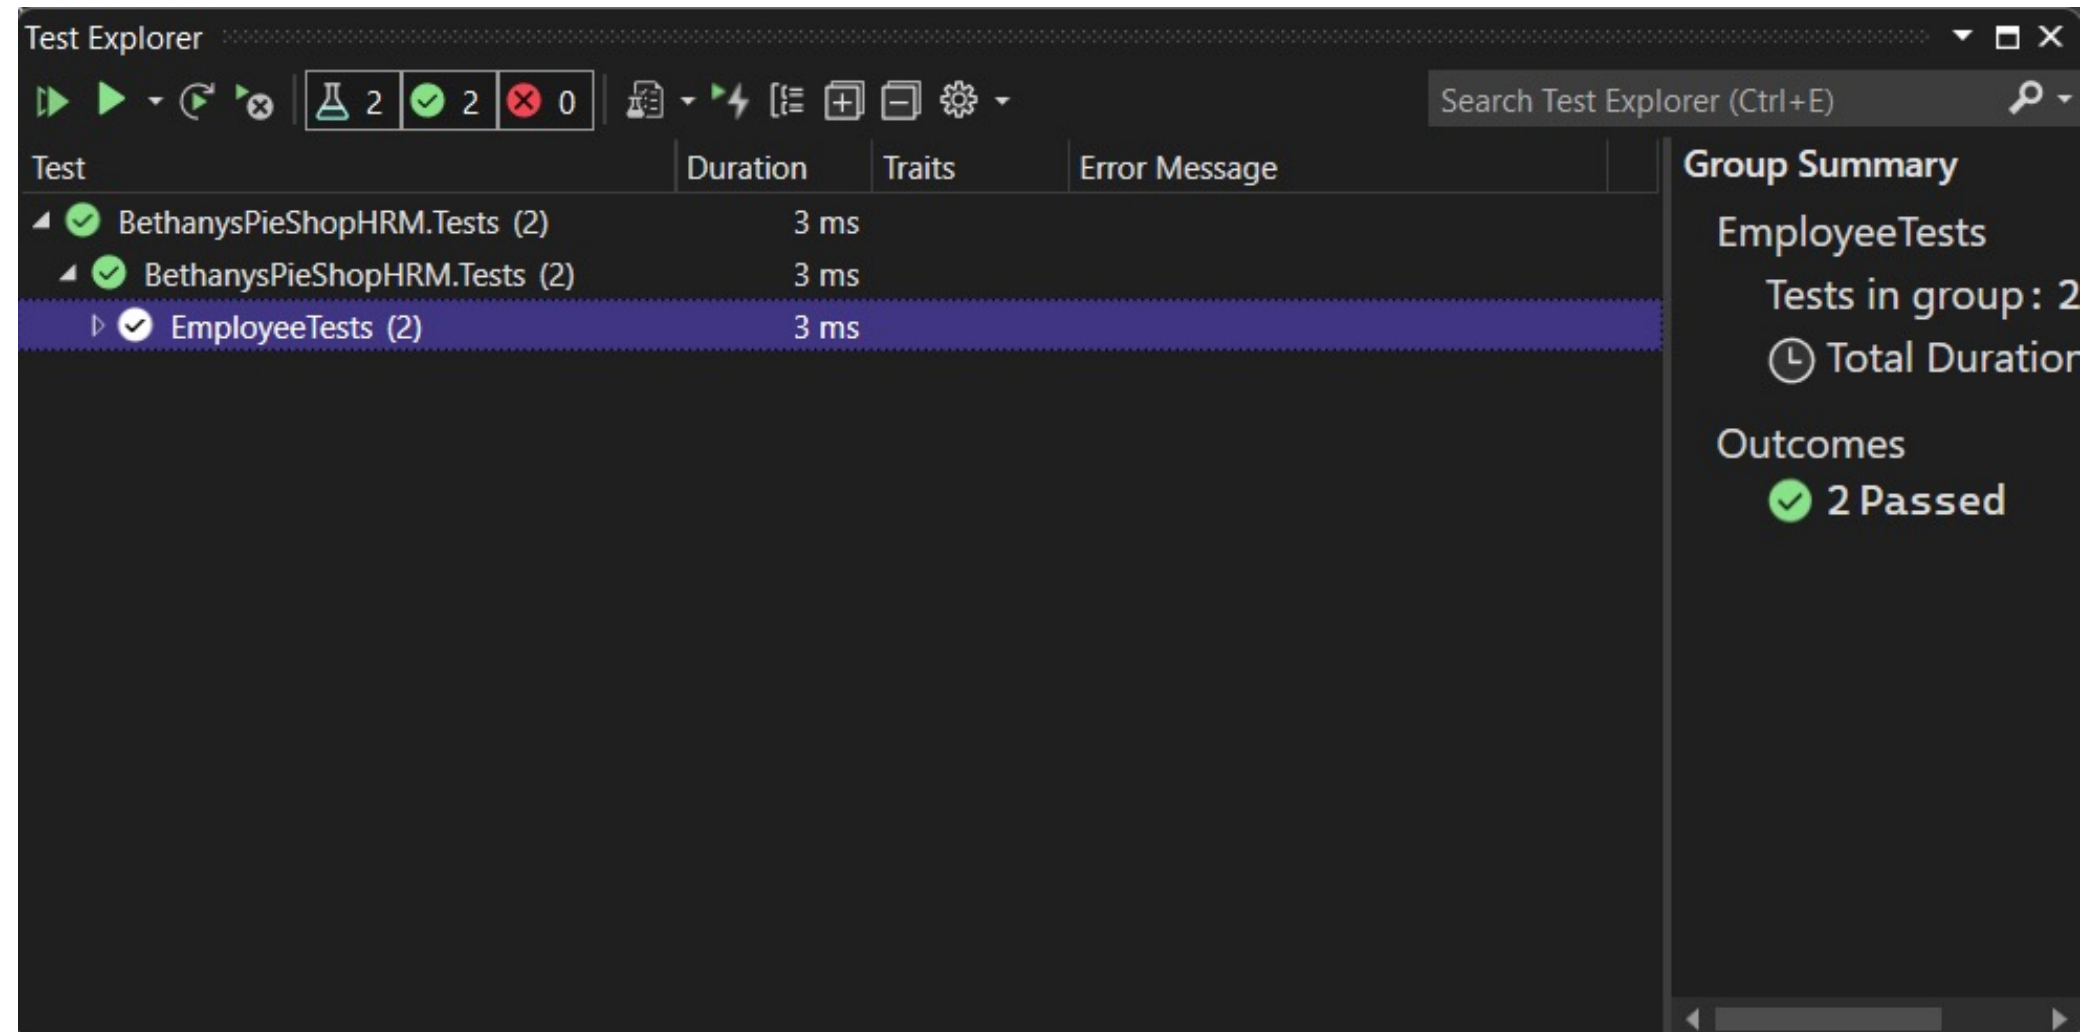 Test Explorer
2 2 0 Search Test Explorer (Ctrl+E)
Test Duration Traits Error Message
BethanysPieShopHRM.Tests (2) 3 ms
BethanysPieShopHRM.Tests (2) 3 ms
EmployeeTests (2) 3 ms
Group Summary
EmployeeTests
Tests in group: 2
Total Duration
Outcomes
2 Passed